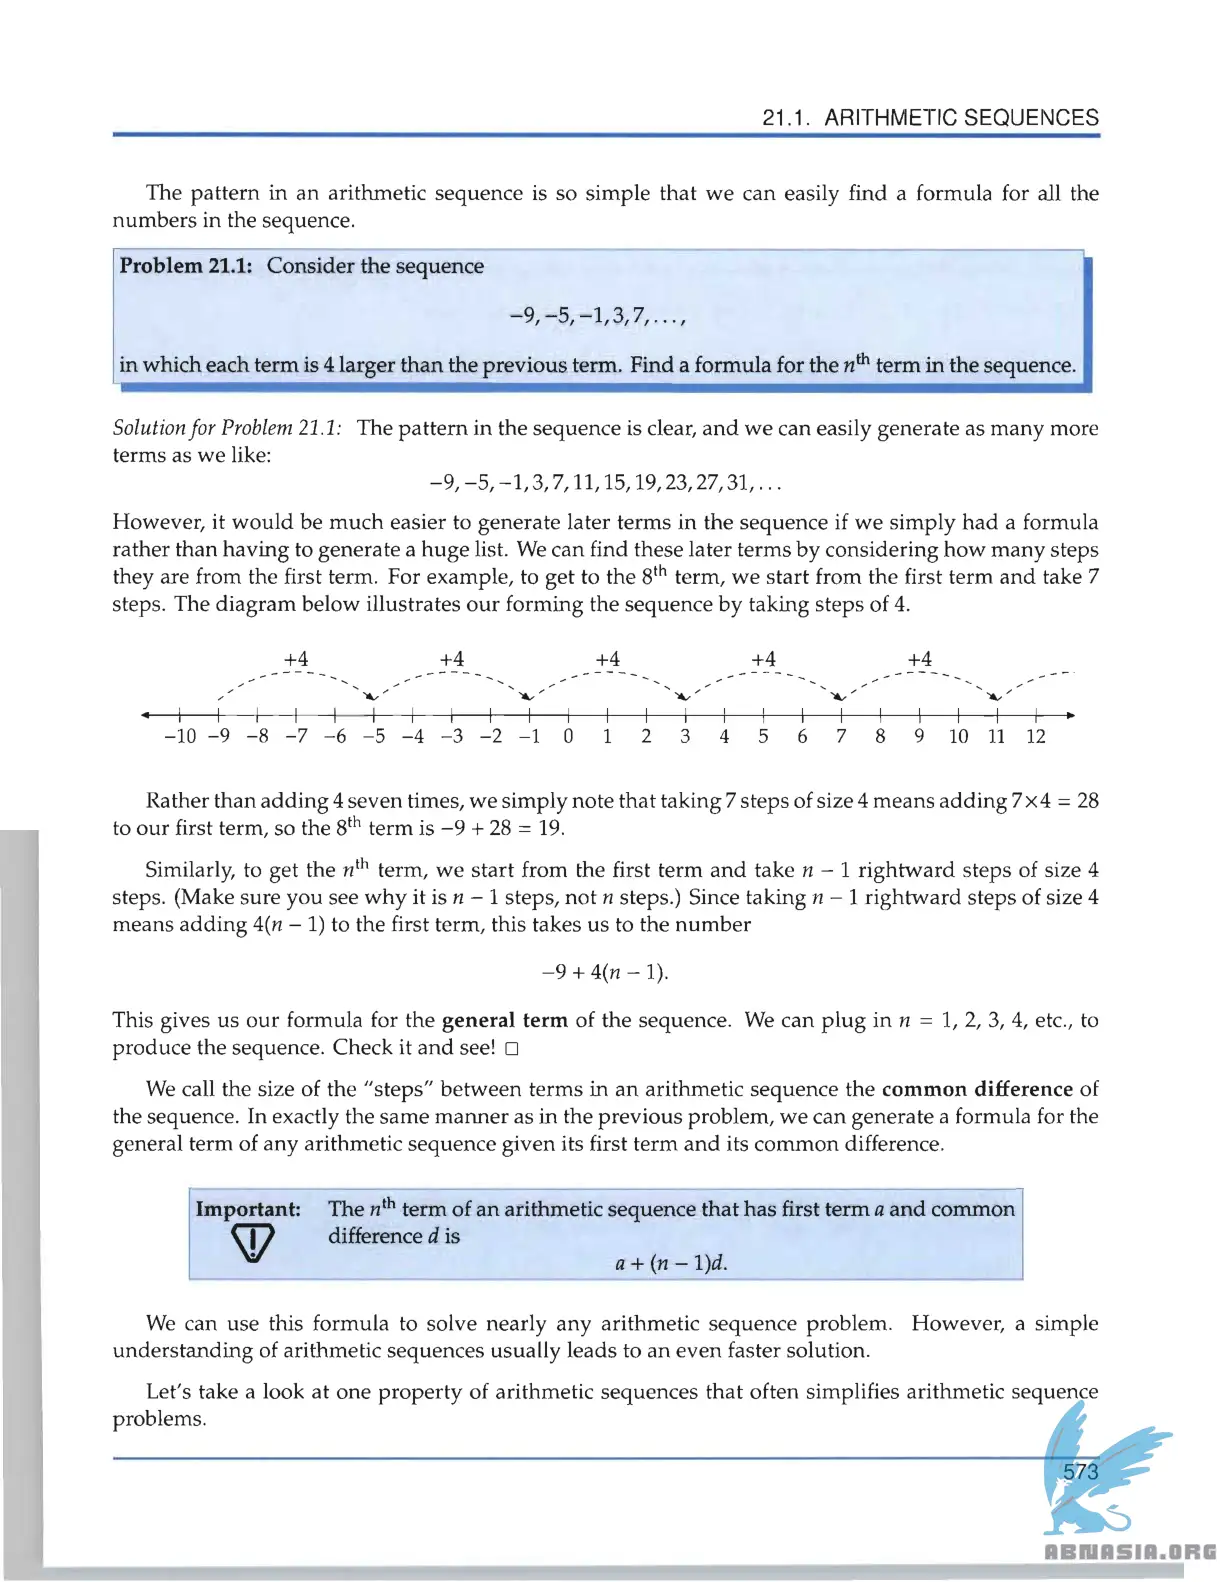 21.1. ARITHMETIC SEQUENCES
The pattern in an arithmetic sequence is so simple that we can easily find a formula for all the
numbers in the sequence.
Problem 21.1: Consider the sequence
−9, −5, −1, 3, 7, . . . ,
in which each term is 4 larger than the previous term. Find a formula for the nth term in the sequence.
Solution for Problem 21.1: The pattern in the sequence is clear, and we can easily generate as many more
terms as we like:
−9, −5, −1, 3, 7, 11, 15, 19, 23, 27, 31, . . .
However, it would be much easier to generate later terms in the sequence if we simply had a formula
rather than having to generate a huge list. We can find these later terms by considering how many steps
they are from the first term. For example, to get to the 8th term, we start from the first term and take 7
steps. The diagram below illustrates our forming the sequence by taking steps of 4.
+4 +4 +4 +4 +4
−10 −9 −8 −7 −6 −5 −4 −3 −2 −1 0 1 2 3 4 5 6 7 8 9 10 11 12
Rather than adding 4 seven times, we simply note that taking 7 steps of size 4 means adding 7×4 = 28
to our first term, so the 8th term is −9 + 28 = 19.
Similarly, to get the nth term, we start from the first term and take n − 1 rightward steps of size 4
steps. (Make sure you see why it is n − 1 steps, not n steps.) Since taking n − 1 rightward steps of size 4
means adding 4(n − 1) to the first term, this takes us to the number
−9 + 4(n − 1).
This gives us our formula for the general term of the sequence. We can plug in n = 1, 2, 3, 4, etc., to
produce the sequence. Check it and see! □
We call the size of the "steps" between terms in an arithmetic sequence the common difference of
the sequence. In exactly the same manner as in the previous problem, we can generate a formula for the
general term of any arithmetic sequence given its first term and its common difference.
Important: The nth term of an arithmetic sequence that has first term a and common
difference d is
a + (n − 1)d.
We can use this formula to solve nearly any arithmetic sequence problem. However, a simple
understanding of arithmetic sequences usually leads to an even faster solution.
Let's take a look at one property of arithmetic sequences that often simplifies arithmetic sequence
problems.
573
ABNASIA.ORG